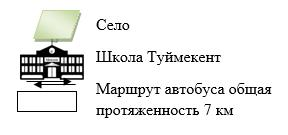 Село
Школа Туймекент
Маршрут автобуса общая
протяженность 7 км